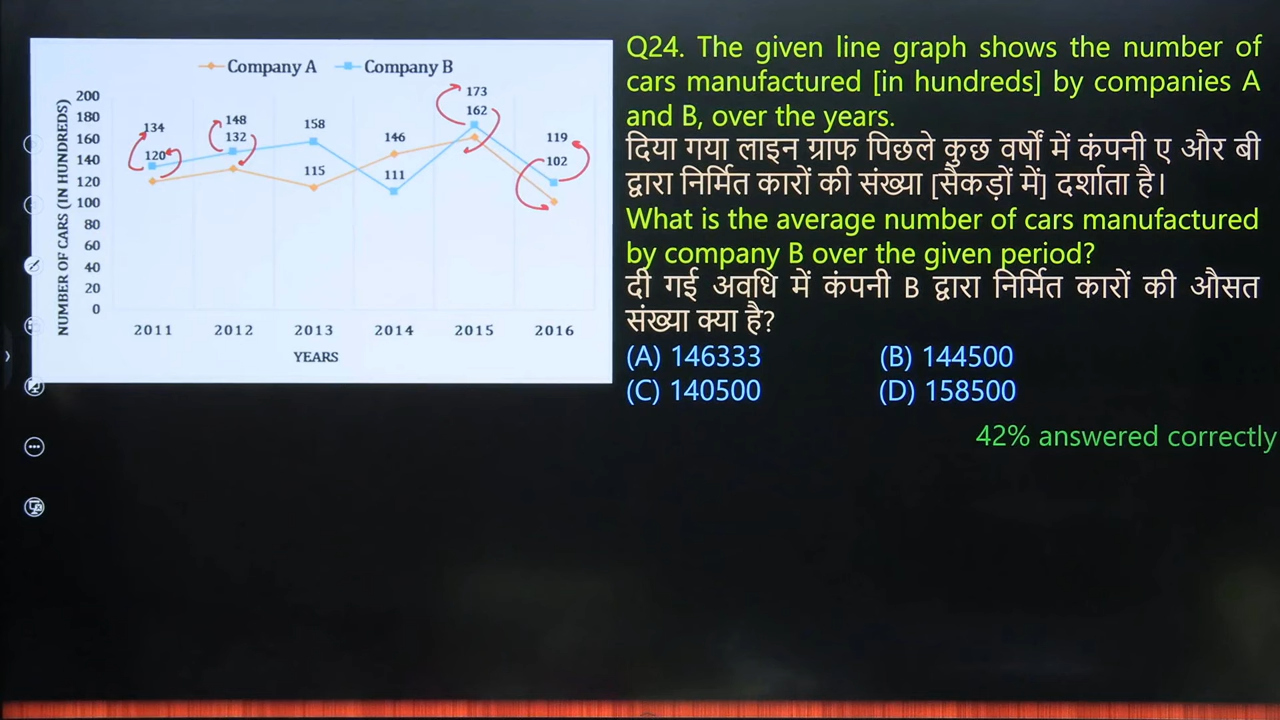 Company A Company B
NUMBER OF CARS (IN HUNDREDS)
200
180
160
140
120
100
80
60
40
20
0
134
120
148
132
158
115
146
111
173
162
119
102
2011 2012 2013 2014 2015 2016
YEARS
Q24. The given line graph shows the number of
cars manufactured [in hundreds] by companies A
and B, over the years.
दिया गया लाइन ग्राफ पिछले कुछ वर्षों में कंपनी ए और बी
द्वारा निर्मित कारों की संख्या [सैकड़ों में] दर्शाता है।
What is the average number of cars manufactured
by company B over the given period?
दी गई अवधि में कंपनी B द्वारा निर्मित कारों की औसत
संख्या क्या है?
(A) 146333 (B) 144500
(C) 140500 (D) 158500
42% answered correctly